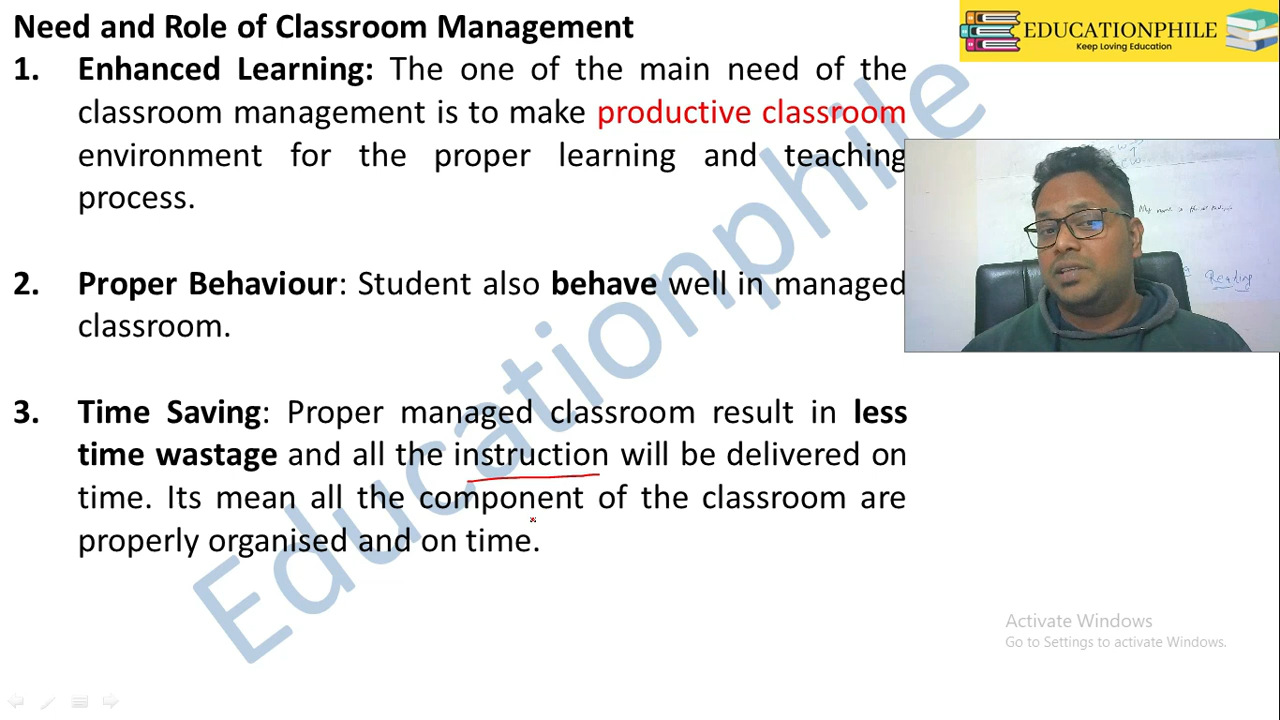 Need and Role of Classroom Management
EDUCATIONPHILE
Keep Loving Education
1. Enhanced Learning: The one of the main need of the
classroom management is to make productive classroom
environment for the proper learning and teaching
process.
2. Proper Behaviour: Student also behave well in managed
classroom.
Reading
3. Time Saving: Proper managed classroom result in less
time wastage and all the instruction will be delivered on
time. Its mean all the component of the classroom are
properly organised and on time.
Educationphile
Activate Windows
Go to Settings to activate Windows.